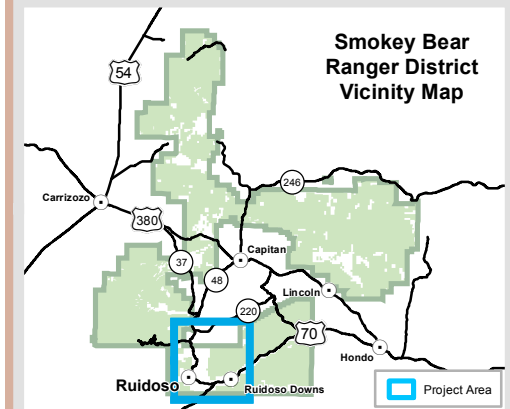 Smokey Bear
Ranger District
Vicinity Map
54
246
Carrizozo
380
Capitan
37
48
Lincoln
220
70
Hondo
Ruidoso
Ruidoso Downs
Project Area